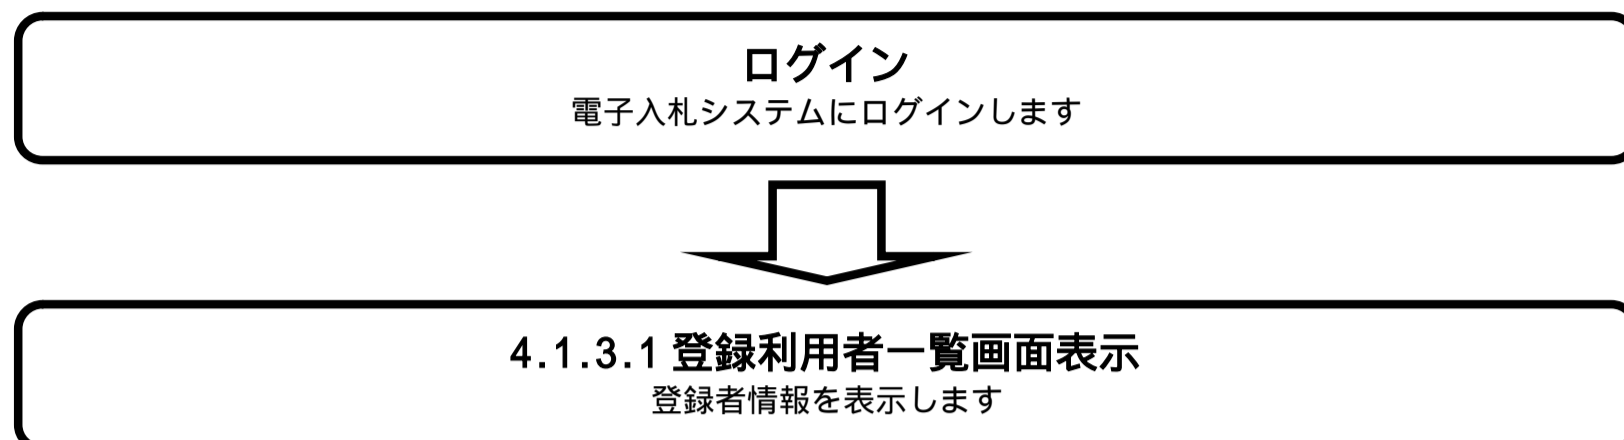 ログイン
電子入札システムにログインします
4.1.3.1 登録利用者一覧画面表示
登録者情報を表示します